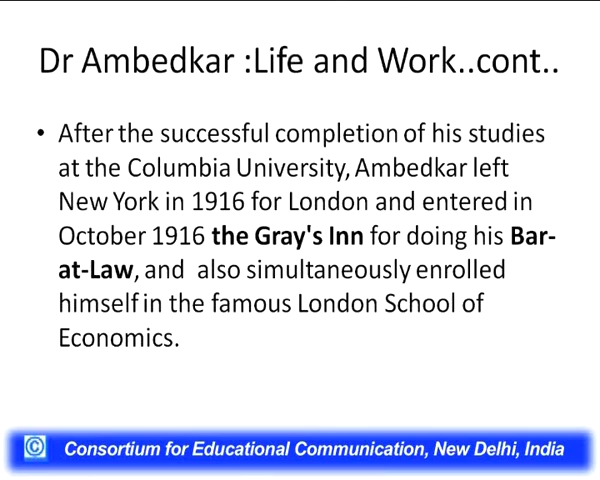 Dr Ambedkar :Life and Work..cont..
• After the successful completion of his studies
at the Columbia University, Ambedkar left
New York in 1916 for London and entered in
October 1916 the Gray's Inn for doing his Bar-
at-Law, and also simultaneously enrolled
himself in the famous London School of
Economics.
© Consortium for Educational Communication, New Delhi, India